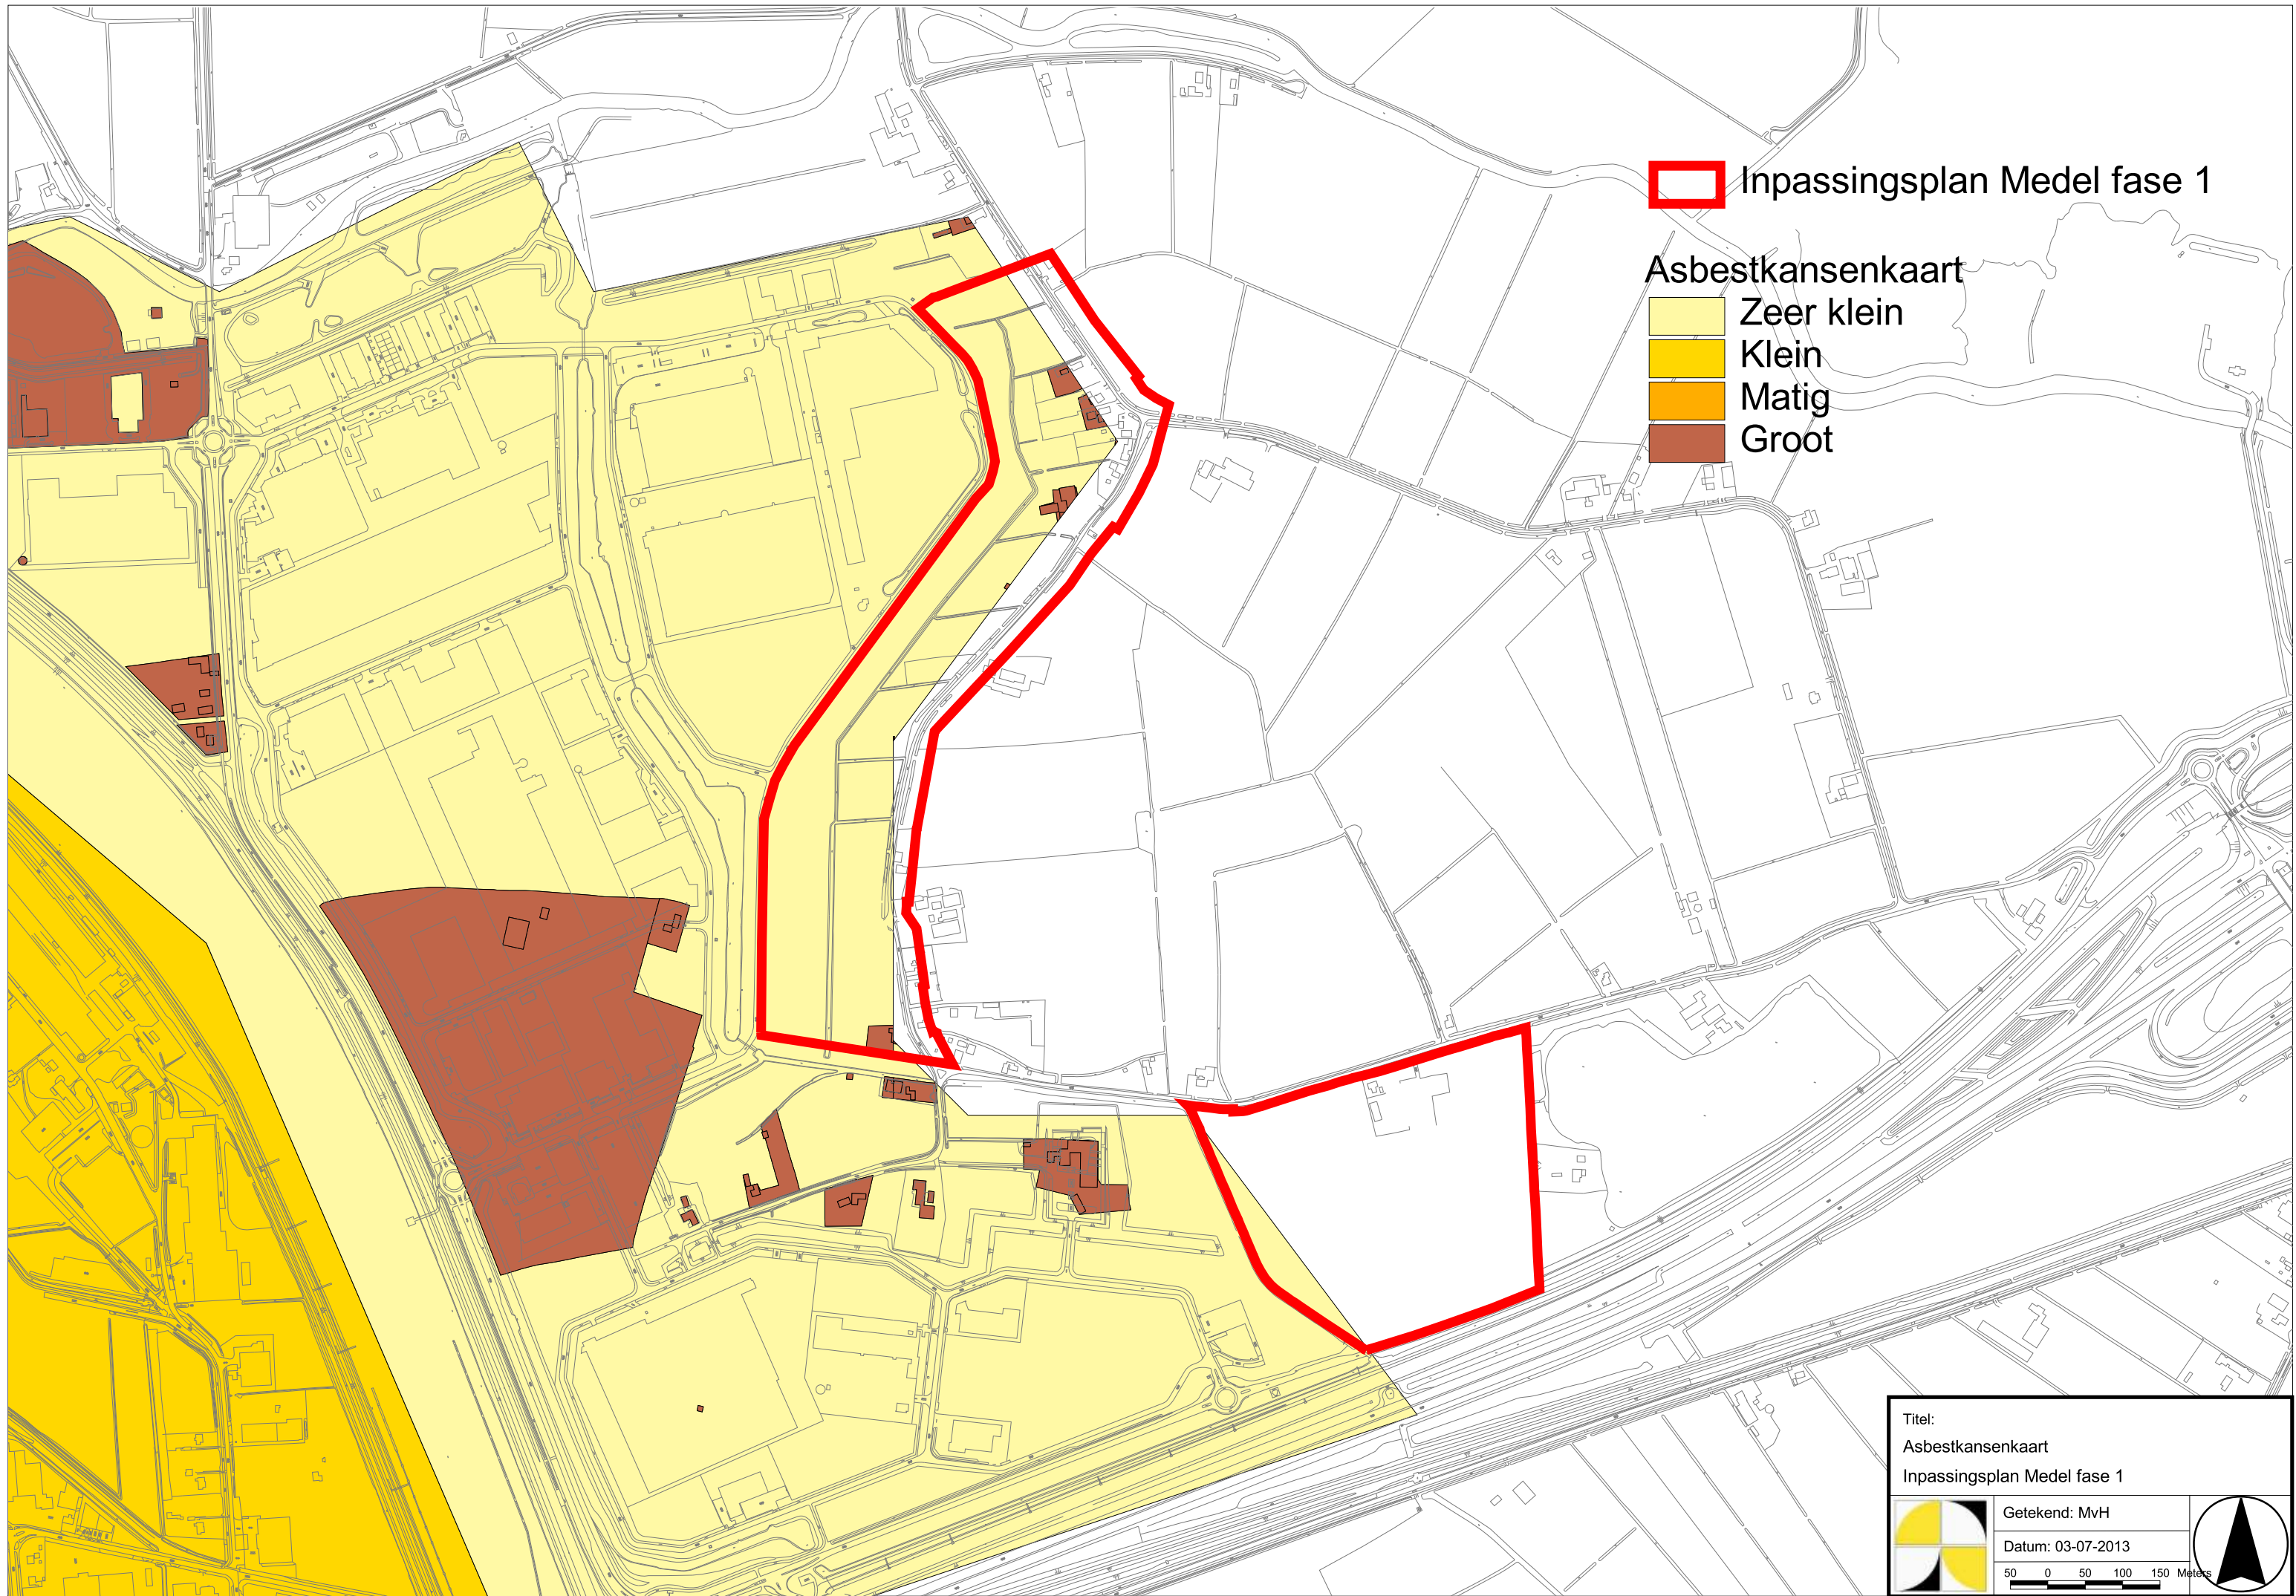 Inpassingsplan Medel fase 1
Asbestkansenkaart
Zeer klein
Klein
Matig
Groot
Titel:
Asbestkansenkaart
Inpassingsplan Medel fase 1
Getekend: MvH
Datum: 03-07-2013
50 0 50 100 150 Meters